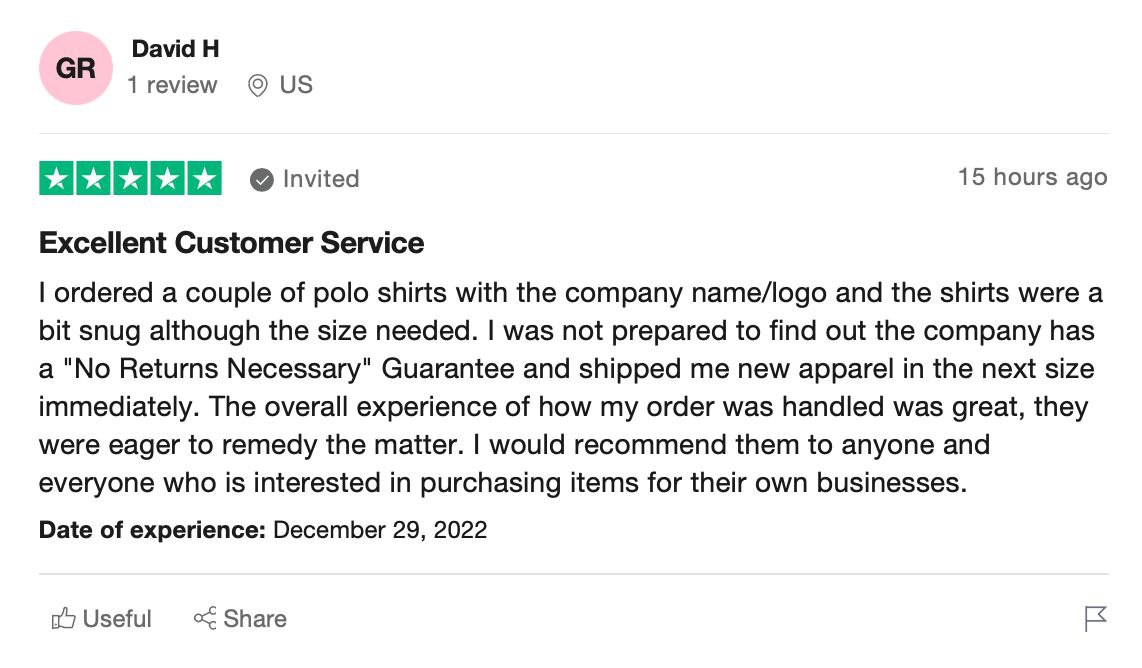 GR
David H
1 review US
Invited
15 hours ago
Excellent Customer Service
I ordered a couple of polo shirts with the company name/logo and the shirts were a
bit snug although the size needed. I was not prepared to find out the company has
a "No Returns Necessary" Guarantee and shipped me new apparel in the next size
immediately. The overall experience of how my order was handled was great, they
were eager to remedy the matter. I would recommend them to anyone and
everyone who is interested in purchasing items for their own businesses.
Date of experience: December 29, 2022
Useful Share